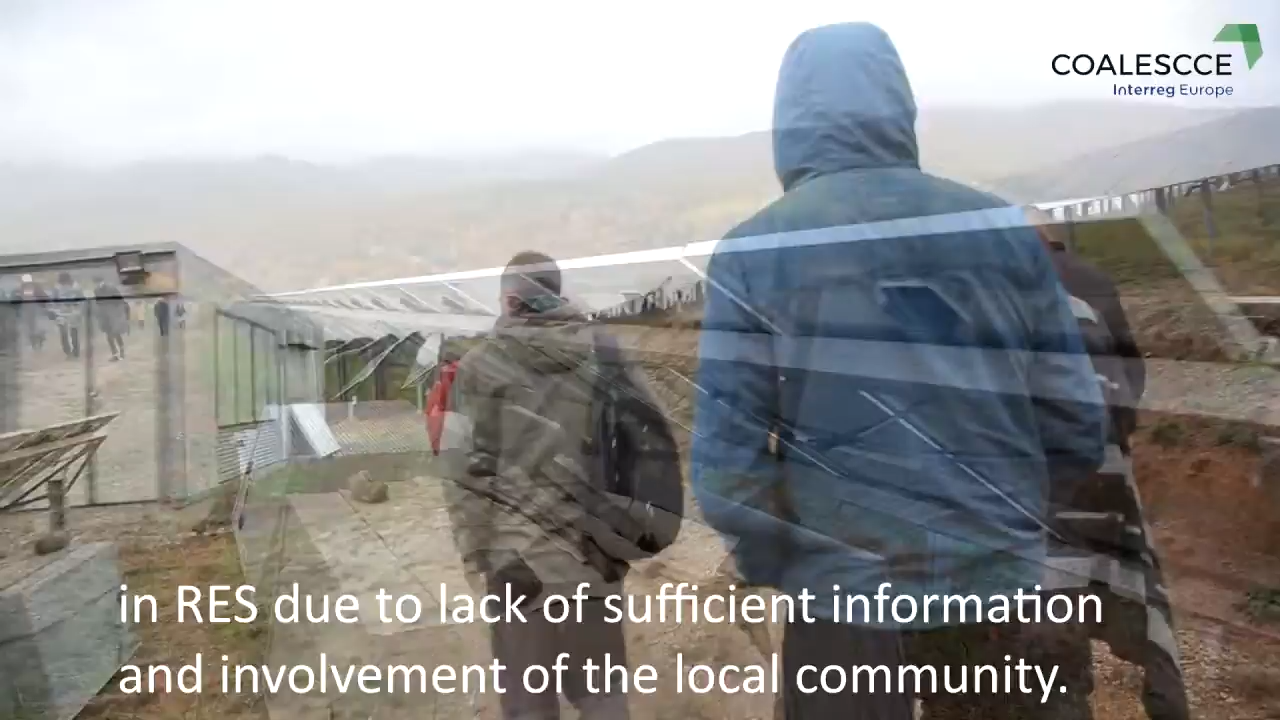 COALESCCE
Interreg Europe
in RES due to lack of sufficient information
and involvement of the local community.